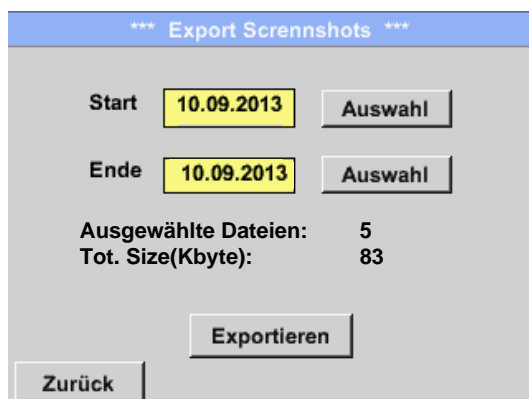 *** Export Scrennshots ***
Start 10.09.2013 Auswahl
Ende 10.09.2013 Auswahl
Ausgewählte Dateien: 5
Tot. Size(Kbyte): 83
Exportieren
Zurück